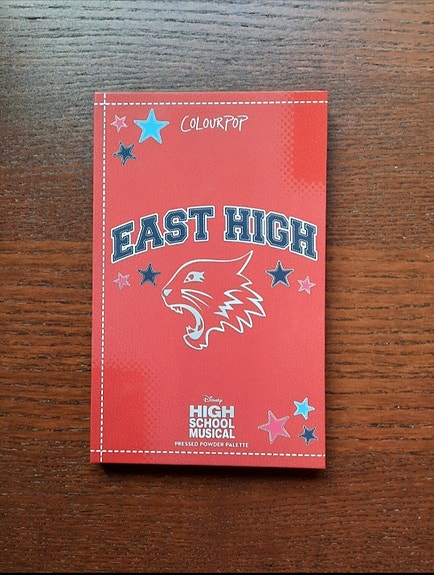 COLOURPOP
EAST HIGH
Disney
HIGH
SCHOOL
MUSICAL
PRESSED POWDER PALETTE